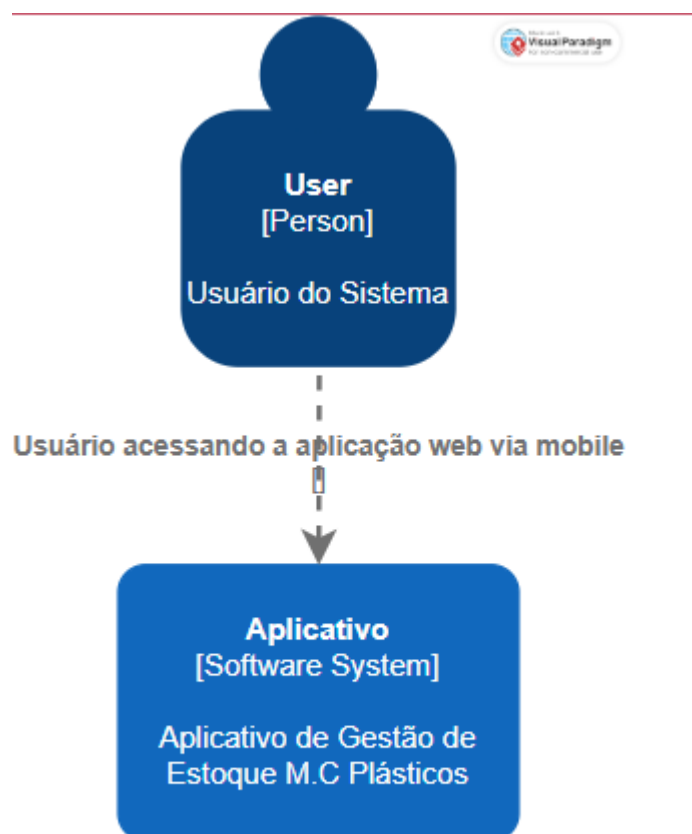 VisualParadigm
User
[Person]
Usuário do Sistema
Usuário acessando a aplicação web via mobile
[]
Aplicativo
[Software System]
Aplicativo de Gestão de
Estoque M.C Plásticos